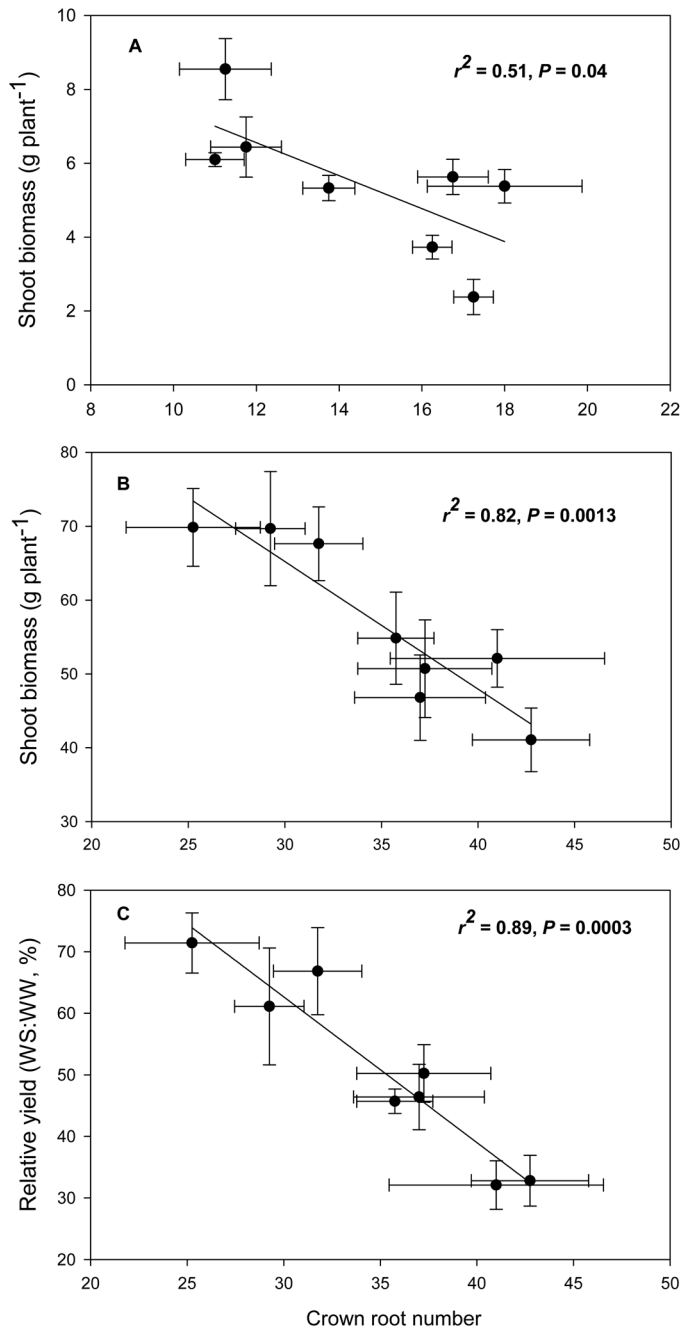 A
r² = 0.51, P = 0.04
Shoot biomass (g plant⁻¹)
10
8
6
4
2
0
8 10 12 14 16 18 20 22
B
r² = 0.82, P = 0.0013
Shoot biomass (g plant⁻¹)
80
70
60
50
40
30
20 25 30 35 40 45 50
C
r² = 0.89, P = 0.0003
Relative yield (WS:WW, %)
80
70
60
50
40
30
20
20 25 30 35 40 45 50
Crown root number